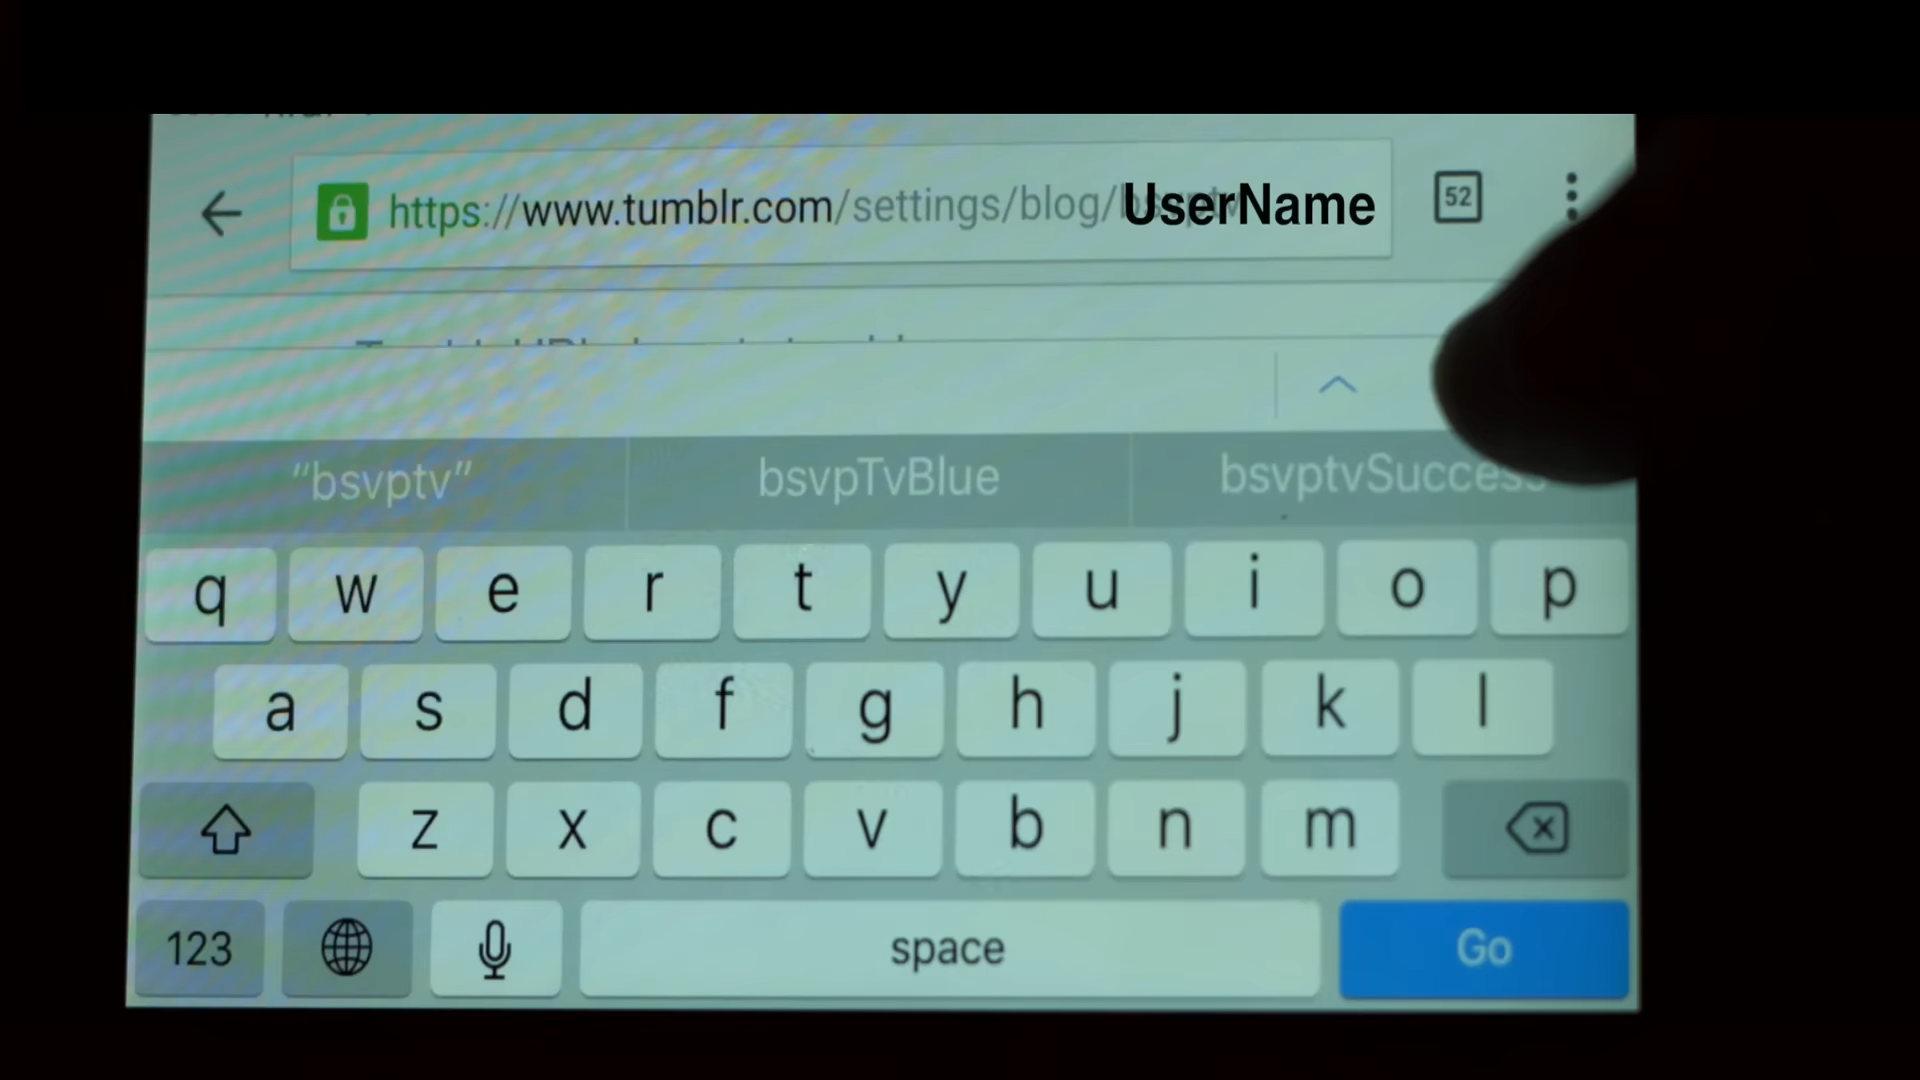 https://www.tumblr.com/settings/blog/ UserName
52
"bsvptv" bsvpTvBlue bsvptvSuccess
q w e r t y u i o p
a s d f g h j k l
z x c v b n m
123 space Go